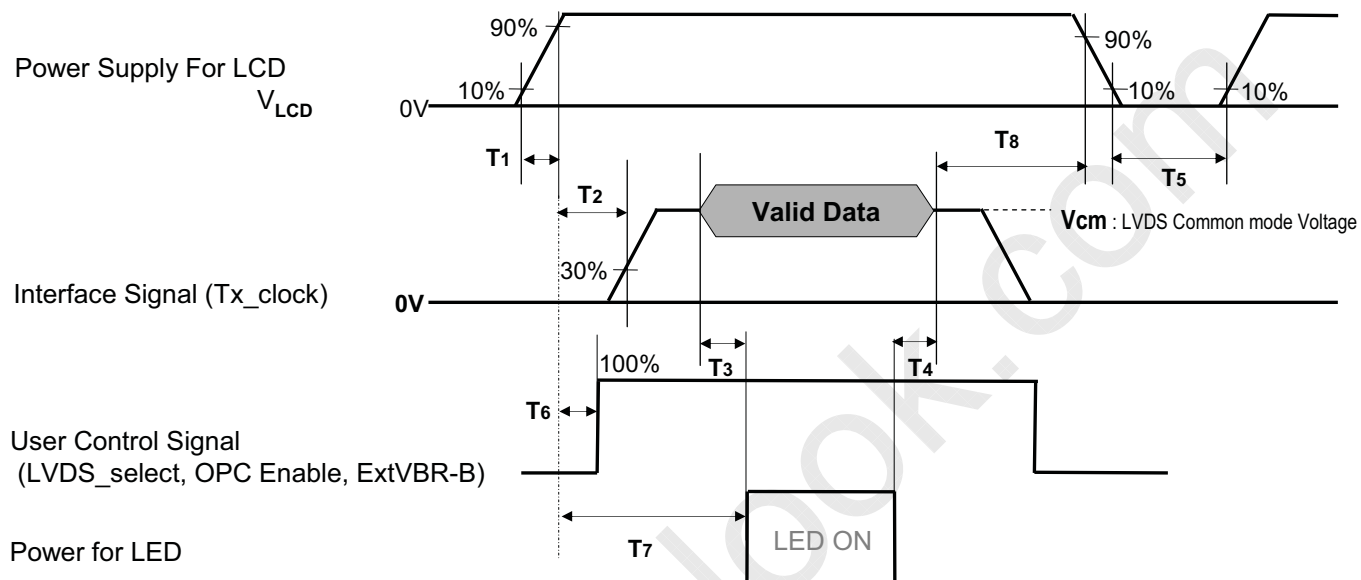 90%
90%
Power Supply For LCD
VLCD
10%
10%
10%
0V
T1
T8
T5
T2
Valid Data
Vcm : LVDS Common mode Voltage
30%
Interface Signal (Tx_clock)
0V
100%
T3
T4
T6
User Control Signal
(LVDS_select, OPC Enable, ExtVBR-B)
T7
LED ON
Power for LED
look.com